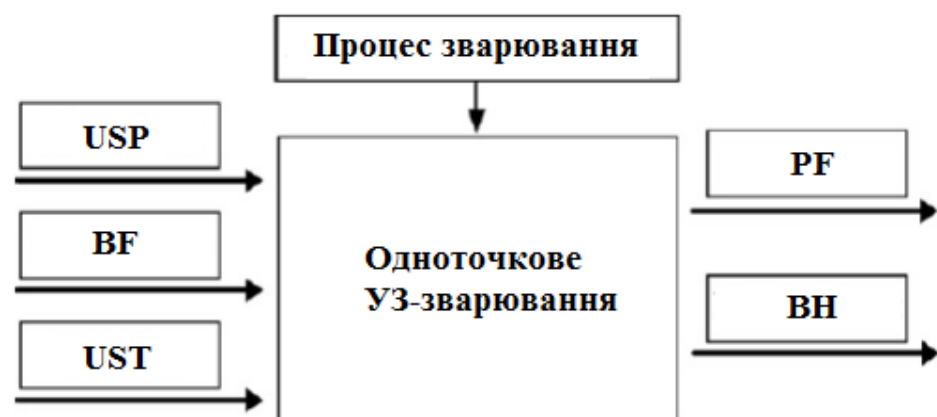 Процес зварювання
USP
BF
UST
Одноточкове
УЗ-зварювання
PF
BH